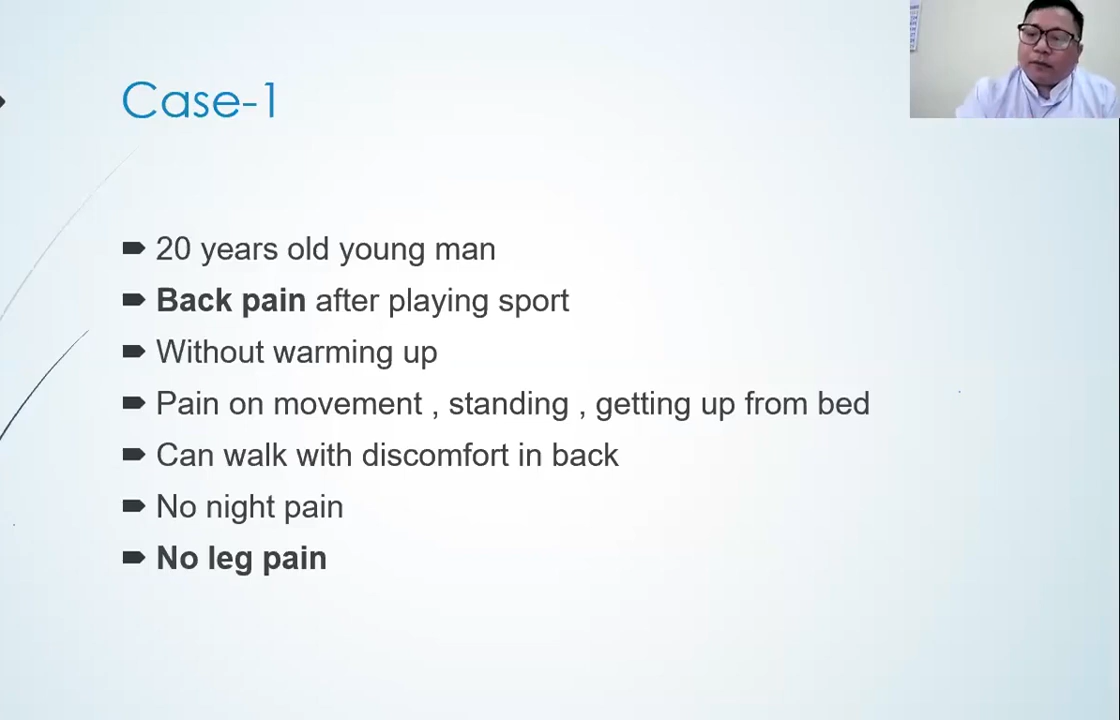 Case-1
20 years old young man
Back pain after playing sport
Without warming up
Pain on movement , standing , getting up from bed
Can walk with discomfort in back
No night pain
No leg pain